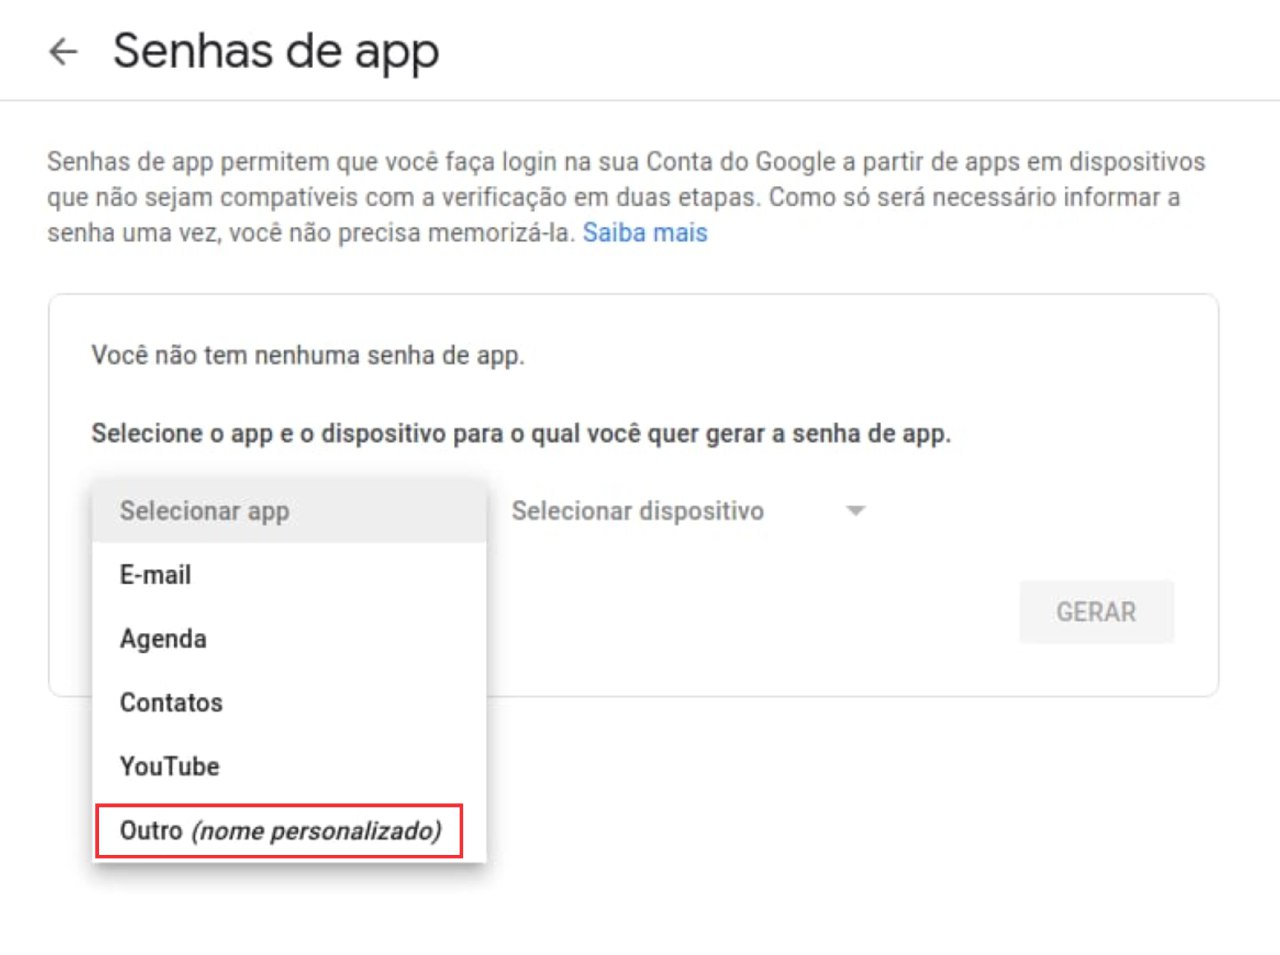 Senhas de app
Senhas de app permitem que você faça login na sua Conta do Google a partir de apps em dispositivos
que não sejam compatíveis com a verificação em duas etapas. Como só será necessário informar a
senha uma vez, você não precisa memorizá-la. Saiba mais
Você não tem nenhuma senha de app.
Selecione o app e o dispositivo para o qual você quer gerar a senha de app.
Selecionar app
Selecionar dispositivo
E-mail
Agenda
Contatos
YouTube
Outro (nome personalizado)
GERAR